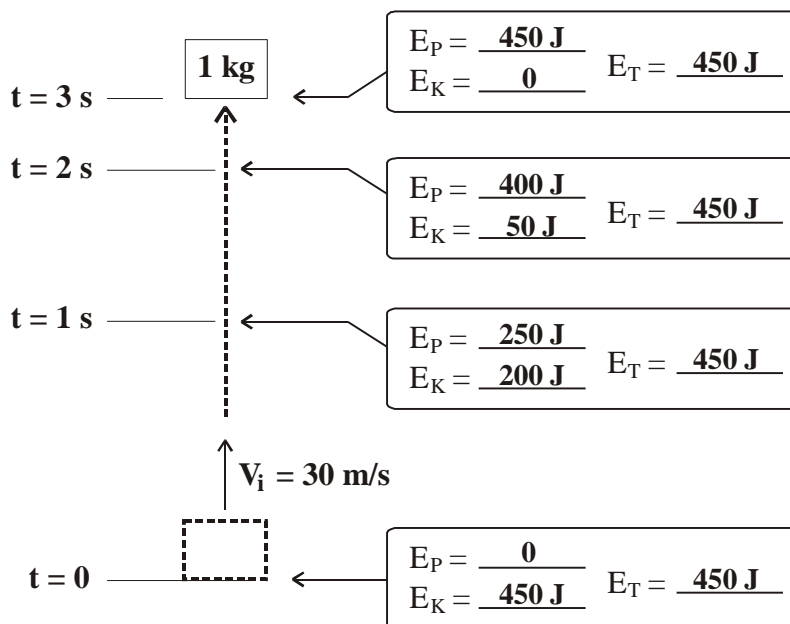 1 kg
t = 3 s
E_P = 450 J
E_K = 0
E_T = 450 J
t = 2 s
E_P = 400 J
E_K = 50 J
E_T = 450 J
t = 1 s
E_P = 250 J
E_K = 200 J
E_T = 450 J
V_i = 30 m/s
t = 0
E_P = 0
E_K = 450 J
E_T = 450 J